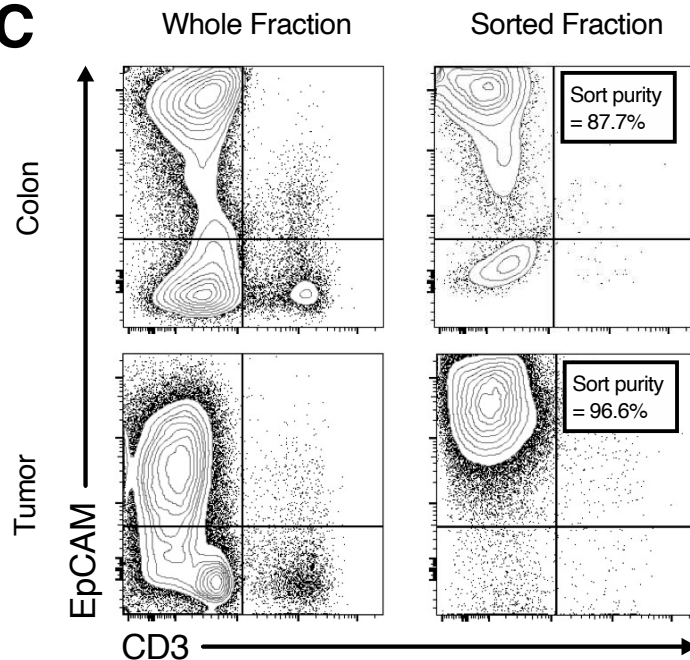 C
Whole Fraction
Sorted Fraction
Colon
Sort purity
= 87.7%
Tumor
Sort purity
= 96.6%
EpCAM
CD3